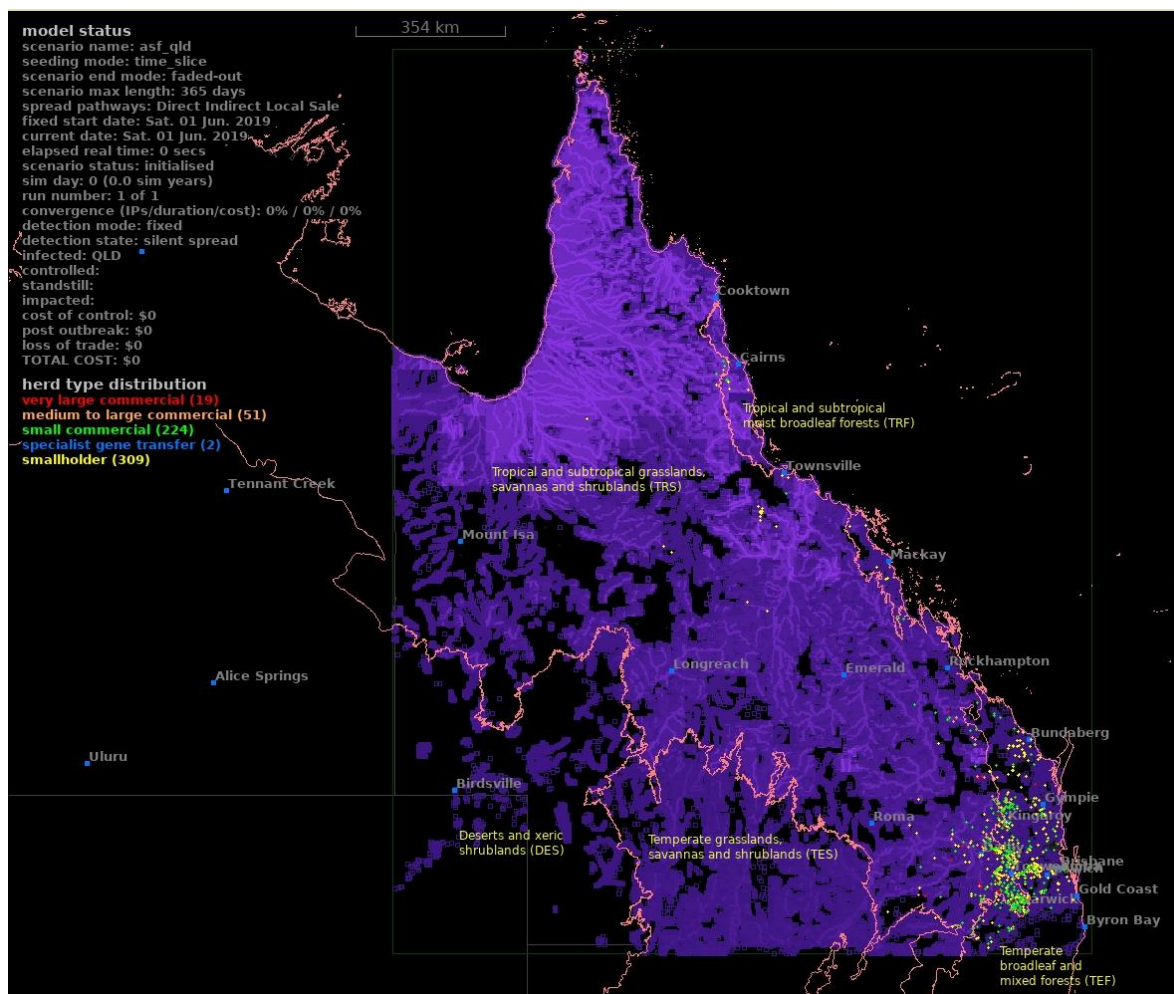 354 km
model status
scenario name: asf_qld
seeding mode: time_slice
scenario end mode: faded-out
scenario max length: 365 days
spread pathways: Direct Indirect Local Sale
fixed start date: Sat. 01 Jun. 2019
current date: Sat. 01 Jun. 2019
elapsed real time: 0 secs
scenario status: initialised
sim day: 0 (0.0 sim years)
run number: 1 of 1
convergence (IPs/duration/cost): 0% / 0% / 0%
detection mode: fixed
detection state: silent spread
infected: QLD
controlled:
standstill:
impacted:
cost of control: $0
post outbreak: $0
loss of trade: $0
TOTAL COST: $0
herd type distribution
very large commercial (19)
medium to large commercial (51)
small commercial (224)
specialist gene transfer (2)
smallholder (309)
Cooktown
Cairns
Tropical and subtropical
moist broadleaf forests (TRF)
Townsville
Tropical and subtropical grasslands,
savannas and shrublands (TRS)
Tennant Creek
Mount Isa
Mackay
Longreach
Emerald
Rockhampton
Alice Springs
Bundaberg
Uluru
Birdsville
Gympie
Roma
Kingaroy
Deserts and xeric
shrublands (DES)
Temperate grasslands,
savannas and shrublands (TES)
Brisbane
Gold Coast
Warwick
Byron Bay
Temperate
broadleaf and
mixed forests (TEF)